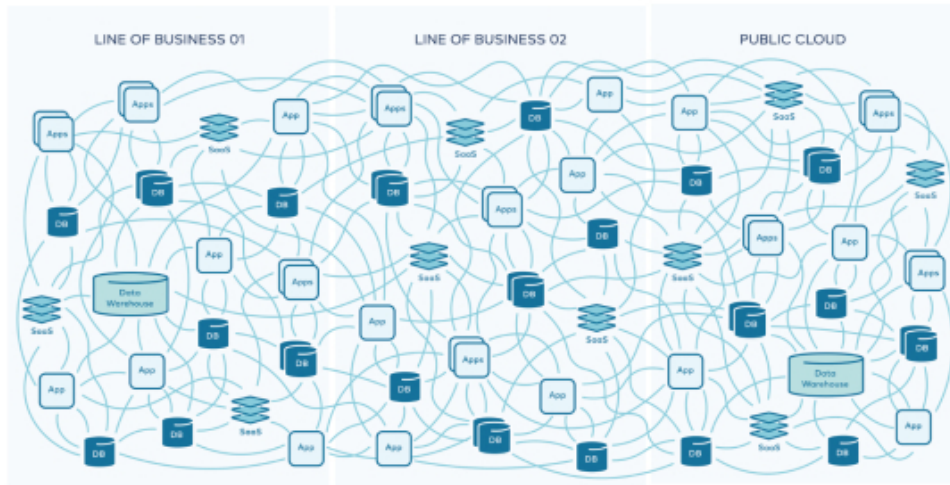 LINE OF BUSINESS 01
LINE OF BUSINESS 02
PUBLIC CLOUD
Apps
Apps
SaaS
App
DB
DB
DB
App
Data
Warehouse
Apps
SaaS
DB
DB
App
App
SaaS
DB
DB
App
Apps
SaaS
DB
App
DB
App
Apps
DB
SaaS
DB
App
SaaS
Apps
DB
App
App
DB
DB
App
SaaS
Apps
DB
DB
SaaS
Apps
App
SaaS
Apps
DB
DB
DB
App
Data
Warehouse
SaaS
App
DB
DB